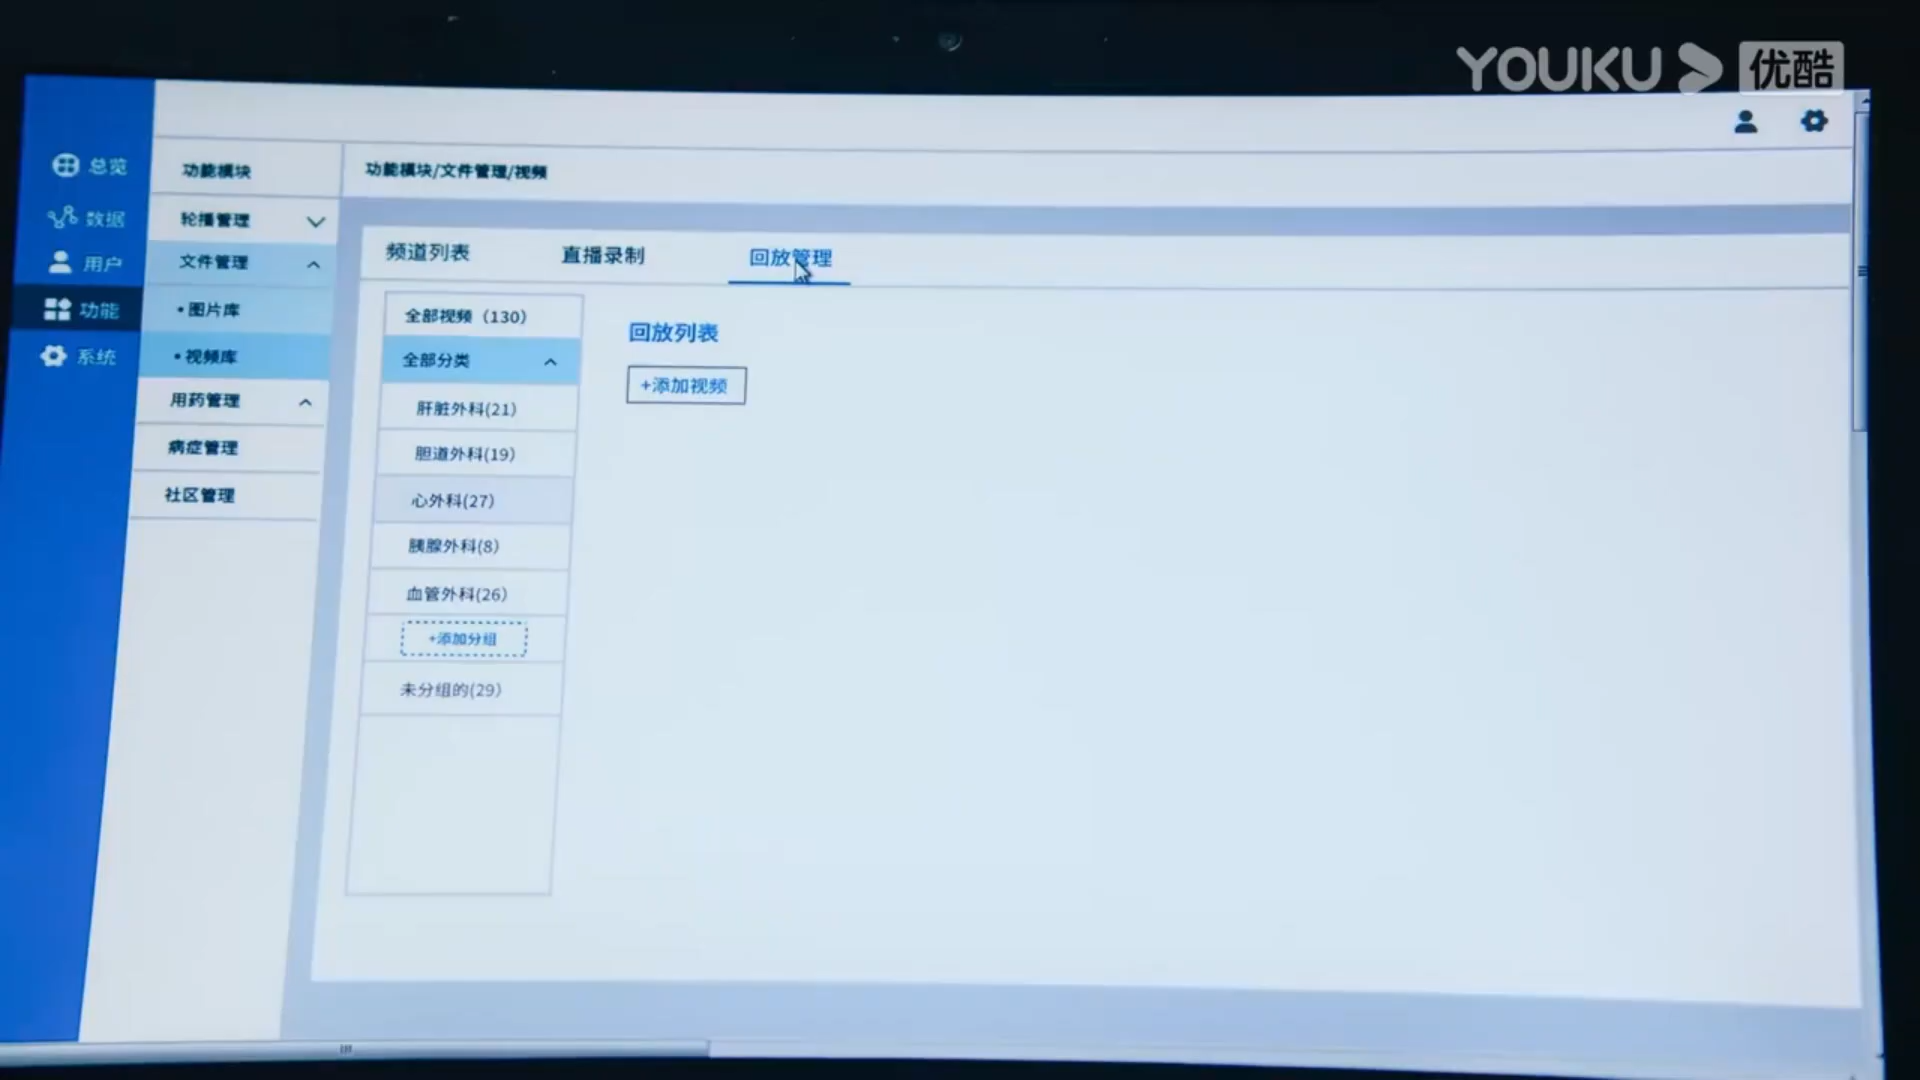 YOUKU 优酷
总览
数据
用户
功能
系统
功能模块
轮播管理
文件管理
•图片库
•视频库
用药管理
病症管理
社区管理
功能模块/文件管理/视频
频道列表 直播录制 回放管理
全部视频（130）
全部分类
肝脏外科(21)
胆道外科(19)
心外科(27)
胰腺外科(8)
血管外科(26)
+添加分组
未分组的(29)
回放列表
+添加视频